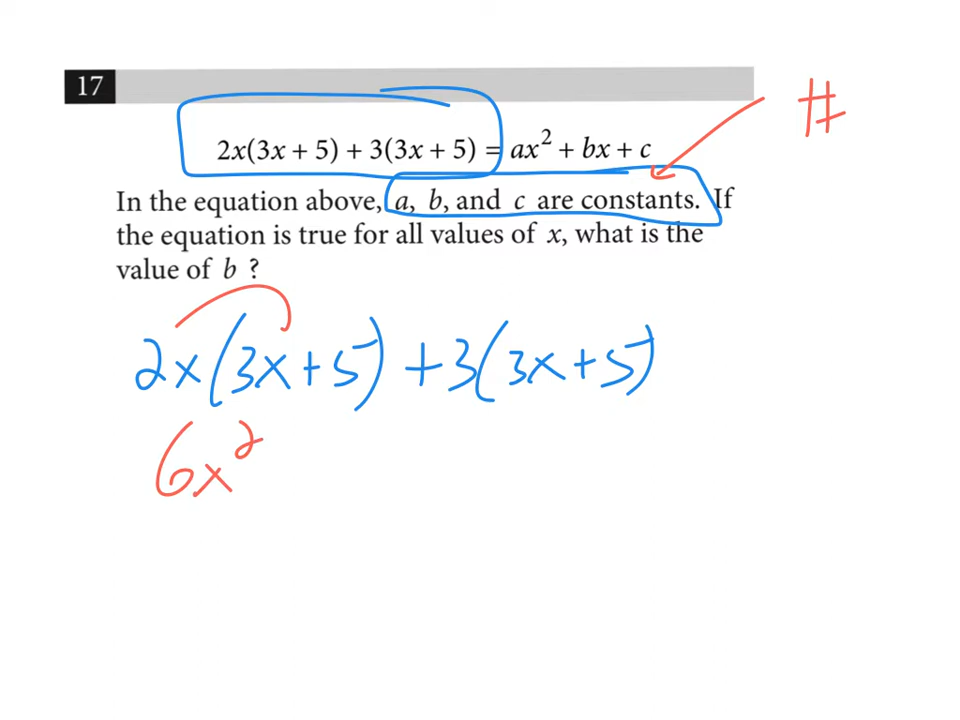 17
#
2x(3x + 5) + 3(3x + 5) = ax² + bx + c
In the equation above, a, b, and c are constants. If
the equation is true for all values of x, what is the
value of b ?
2x(3x+5) +3(3x+5)
6x²